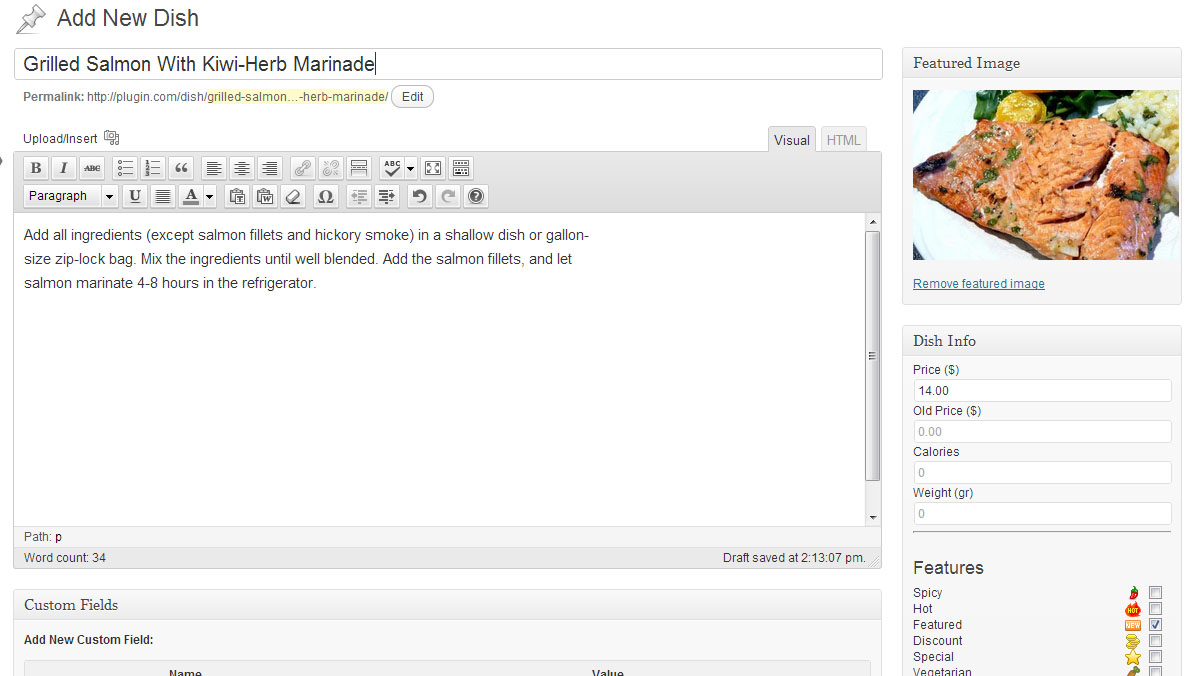 Add New Dish
Grilled Salmon With Kiwi-Herb Marinade
Permalink: http://plugin.com/dish/grilled-salmon...-herb-marinade/ Edit
Upload/Insert
Visual HTML
B I ABC ABC
Paragraph U A T W Ω ?
Add all ingredients (except salmon fillets and hickory smoke) in a shallow dish or gallon-
size zip-lock bag. Mix the ingredients until well blended. Add the salmon fillets, and let
salmon marinate 4-8 hours in the refrigerator.
Path: p
Word count: 34 Draft saved at 2:13:07 pm.
Custom Fields
Add New Custom Field:
Name Value
Featured Image
Remove featured image
Dish Info
Price ($)
14.00
Old Price ($)
0.00
Calories
0
Weight (gr)
0
Features
Spicy
Hot HOT
Featured NEW
Discount
Special
Vegetarian